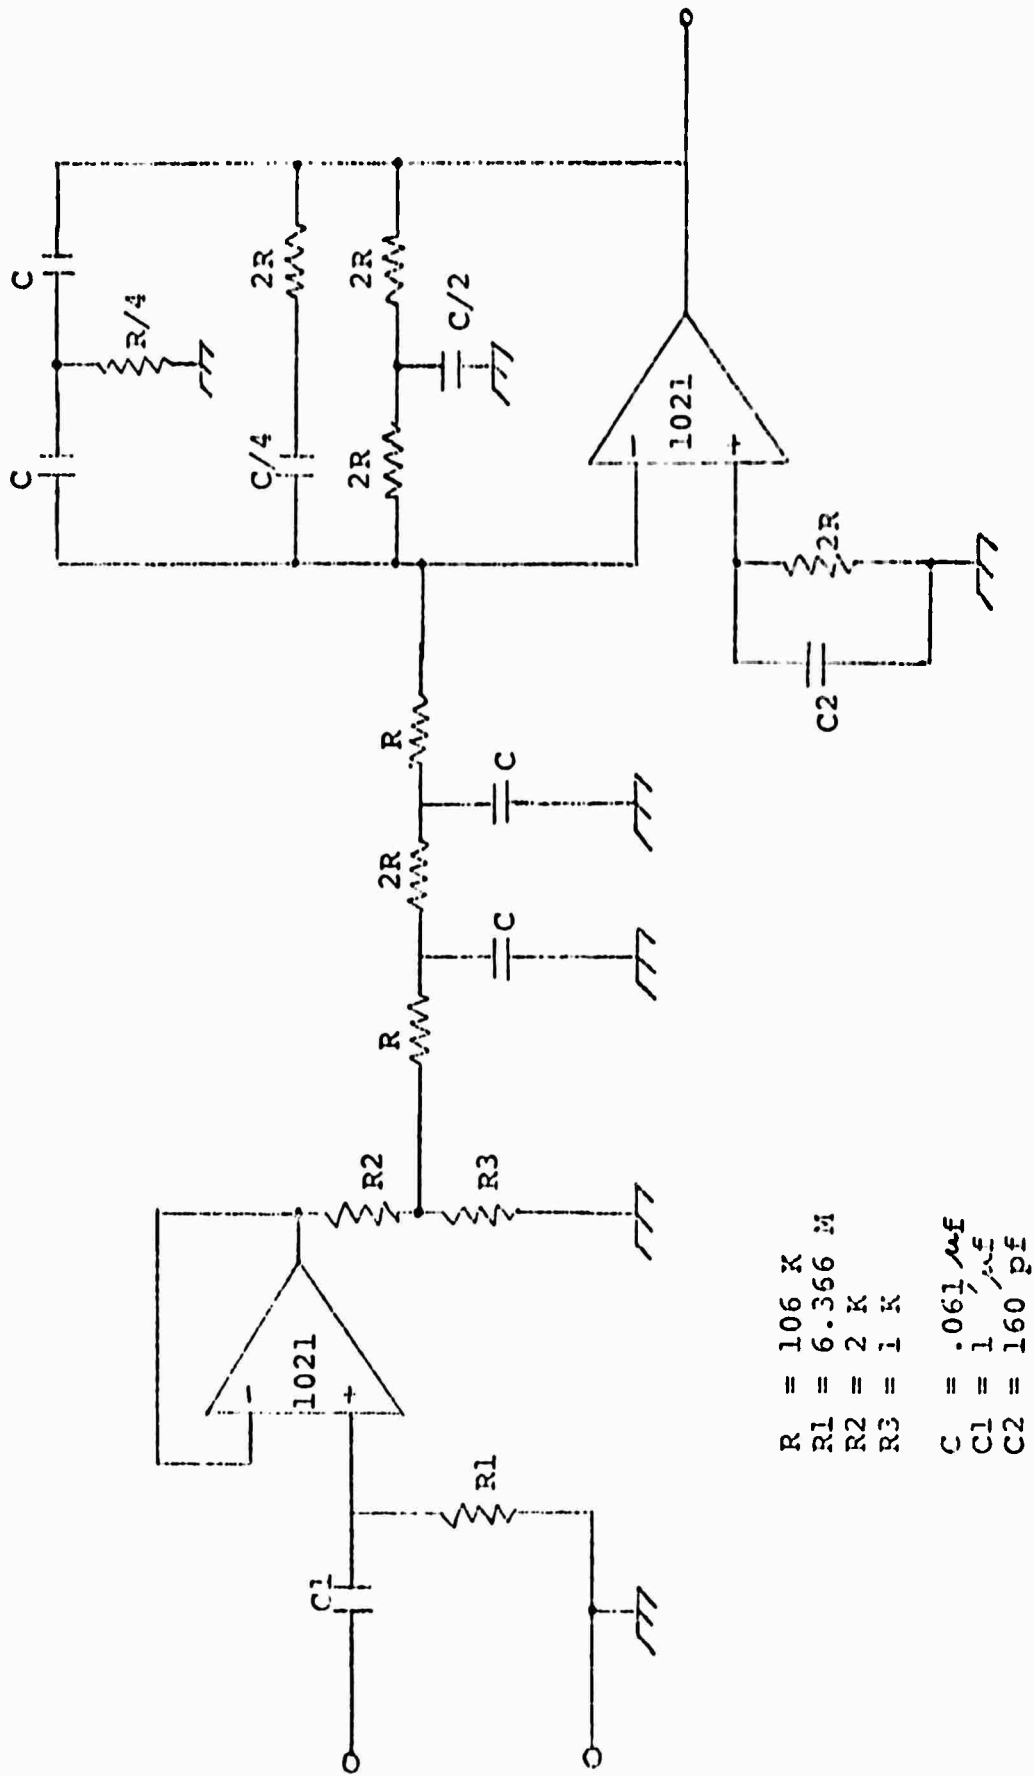 C1
R1
1021
-
+
R2
R3
R
C
2R
C
R
C2
2R
1021
-
+
C
C
R/4
C/4
2R
2R
2R
C/2
R = 106 K
R1 = 6.366 M
R2 = 2 K
R3 = 1 K
C = .061 µf
C1 = 1 µf
C2 = 160 pf